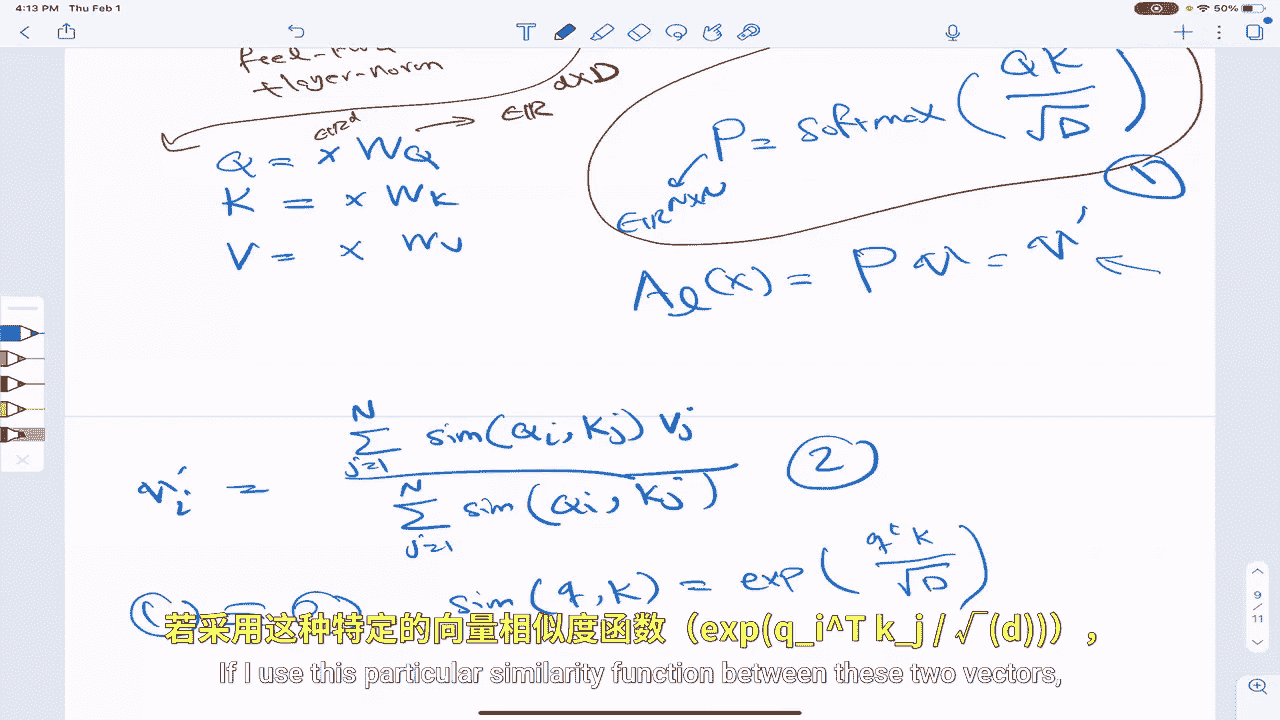 4:13 PM Thu Feb 1
50%
T
feed-fwd
+layer-norm
Q = x W_Q
∈ℝ^d
→ ∈ℝ^{d×D}
K = x W_K
V = x W_V
P = softmax ( QK / √D )
∈ℝ^{N×N}
1
A_l(x) = P V = V'
V'_i = ∑_{j=1}^{N} sim(Q_i, K_j) V_j / ∑_{j=1}^{N} sim(Q_i, K_j)
2
sim(q, k) = exp ( q^t k / √D )
9
11
若采用这种特定的向量相似度函数（exp(q_i^T k_j / √(d))），
If I use this particular similarity function between these two vectors,